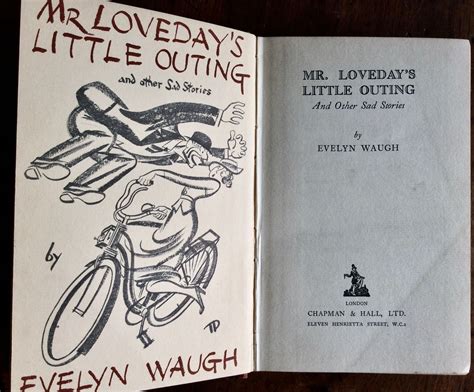 MR LOVEDAY'S
LITTLE OUTING
and other Sad Stories
by
TD
EVELYN WAUGH
MR. LOVEDAY'S
LITTLE OUTING
And Other Sad Stories
by
EVELYN WAUGH
LONDON
CHAPMAN & HALL, LTD.
ELEVEN HENRIETTA STREET, W.C.2